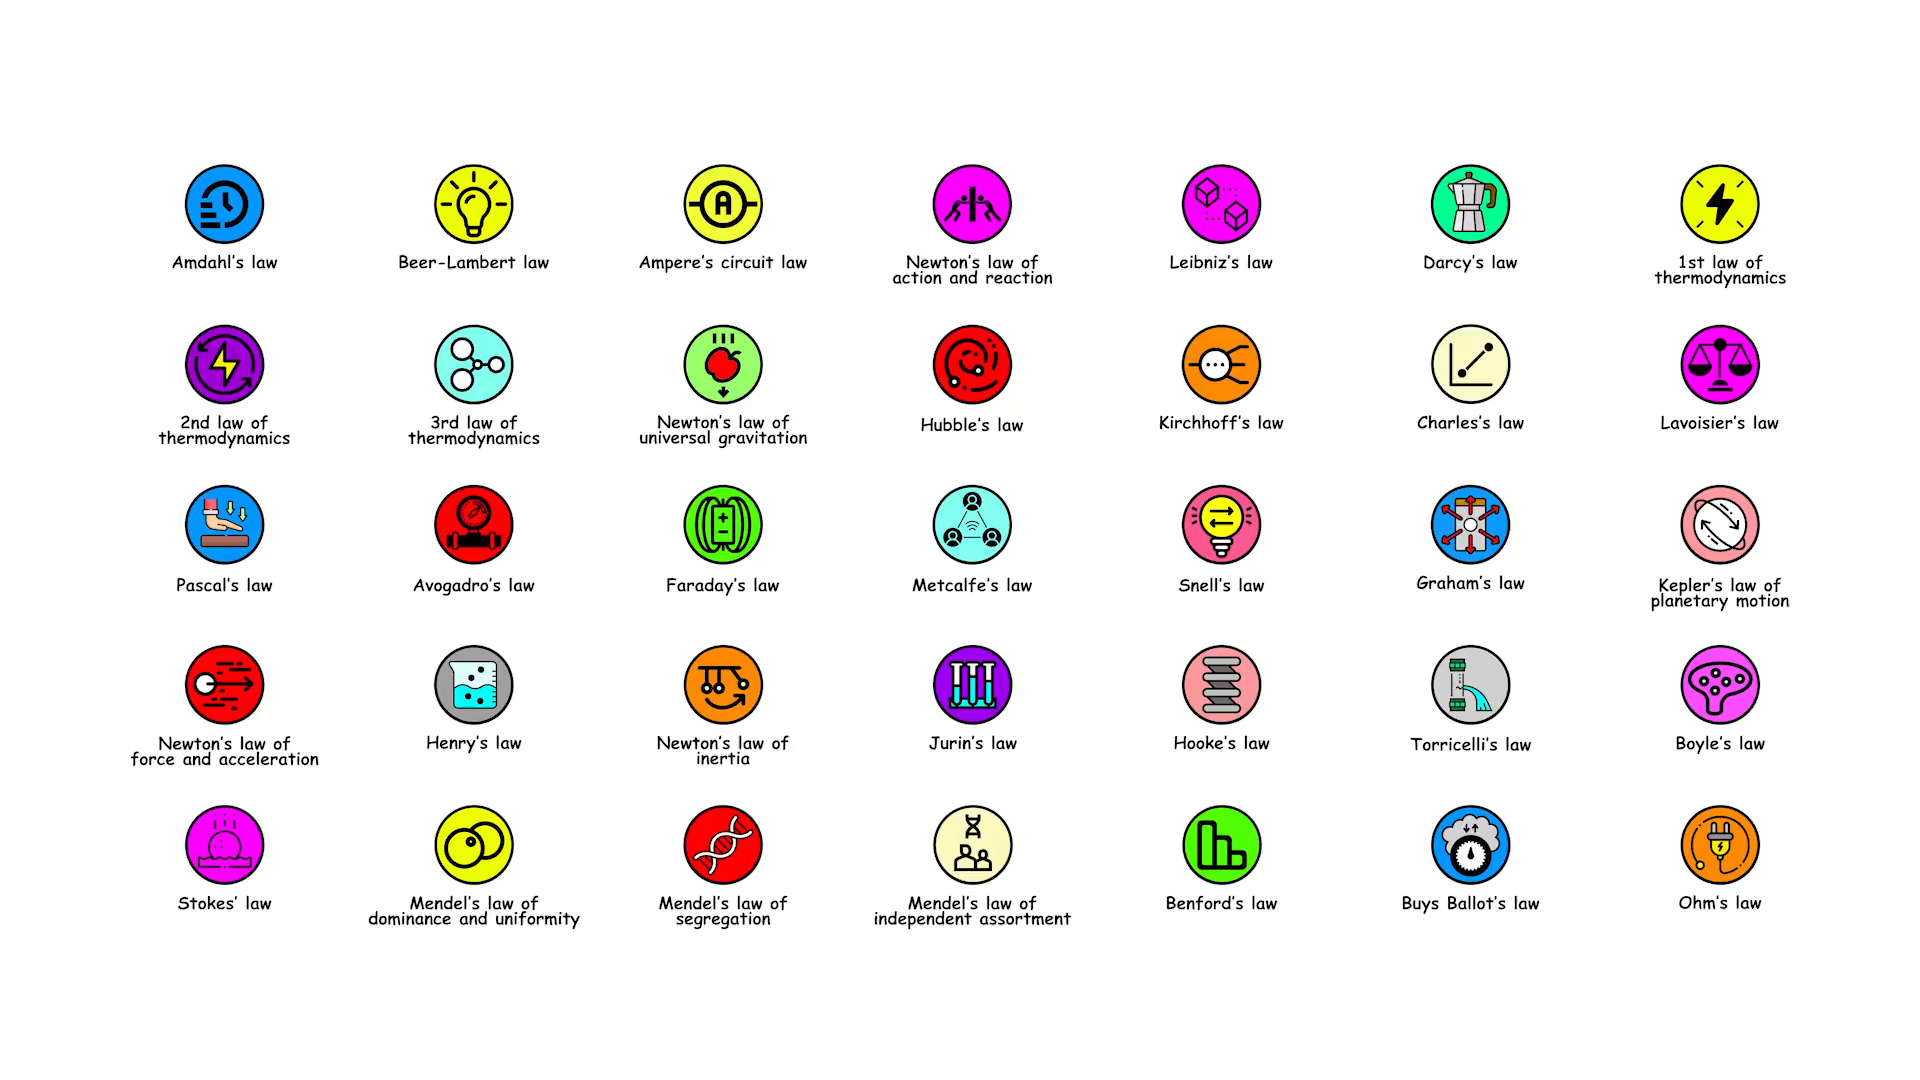 Amdahl's law
Beer-Lambert law
Ampere's circuit law
Newton's law of
action and reaction
Leibniz's law
Darcy's law
1st law of
thermodynamics
2nd law of
thermodynamics
3rd law of
thermodynamics
Newton's law of
universal gravitation
Hubble's law
Kirchhoff's law
Charles's law
Lavoisier's law
Pascal's law
Avogadro's law
Faraday's law
Metcalfe's law
Snell's law
Graham's law
Kepler's law of
planetary motion
Newton's law of
force and acceleration
Henry's law
Newton's law of
inertia
Jurin's law
Hooke's law
Torricelli's law
Boyle's law
Stokes' law
Mendel's law of
dominance and uniformity
Mendel's law of
segregation
Mendel's law of
independent assortment
Benford's law
Buys Ballot's law
Ohm's law